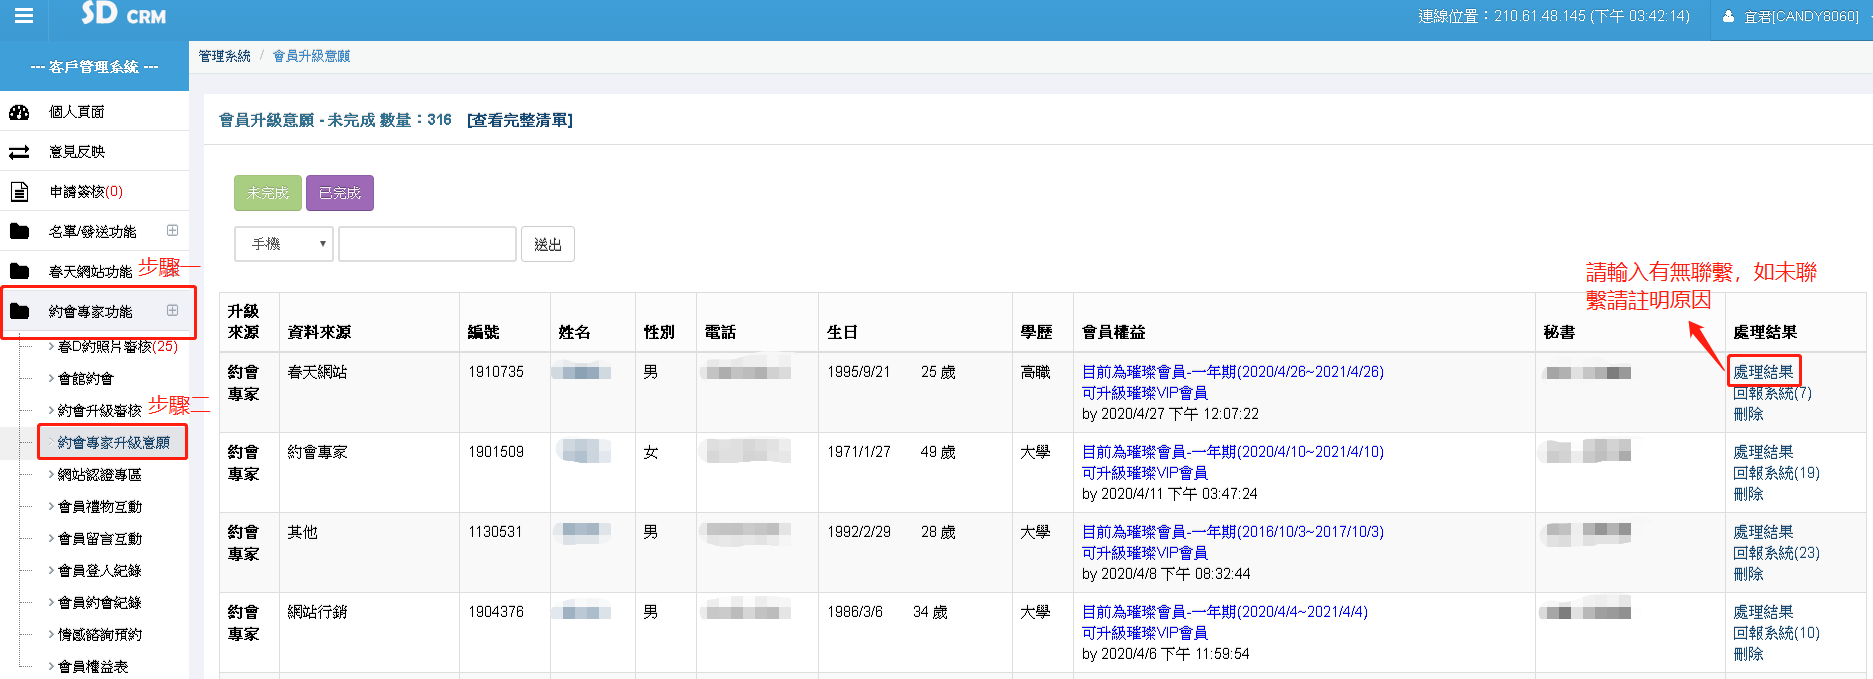 SD CRM
連線位置：210.61.48.145 (下午 03:42:14)
宜君[CANDY8060]
--- 客戶管理系統 ---
管理系統 / 會員升級意願
個人頁面
意見反映
申請簽核(0)
名單/發送功能
春天網站功能
步驟一
約會專家功能
春D約照片審核(25)
會館約會
約會升級審核
步驟二
約會專家升級意願
網站認證專區
會員禮物互動
會員留言互動
會員登入紀錄
會員約會紀錄
情感諮詢預約
會員權益表
會員升級意願 - 未完成 數量：316 [查看完整清單]
未完成 已完成
手機 送出
請輸入有無聯繫，如未聯
繫請註明原因
升級來源 資料來源 編號 姓名 性別 電話 生日 學歷 會員權益 秘書 處理結果
約會專家 春天網站 1910735 男 1995/9/21 25 歲 高職 目前為璀璨會員-一年期(2020/4/26~2021/4/26) 處理結果
可升級璀璨VIP會員 回報系統(7)
by 2020/4/27 下午 12:07:22 刪除
約會專家 約會專家 1901509 女 1971/1/27 49 歲 大學 目前為璀璨會員-一年期(2020/4/10~2021/4/10) 處理結果
可升級璀璨VIP會員 回報系統(19)
by 2020/4/11 下午 03:47:24 刪除
約會專家 其他 1130531 男 1992/2/29 28 歲 大學 目前為璀璨會員-一年期(2016/10/3~2017/10/3) 處理結果
可升級璀璨VIP會員 回報系統(23)
by 2020/4/8 下午 08:32:44 刪除
約會專家 網站行銷 1904376 男 1986/3/6 34 歲 大學 目前為璀璨會員-一年期(2020/4/4~2021/4/4) 處理結果
可升級璀璨VIP會員 回報系統(10)
by 2020/4/6 下午 11:59:54 刪除